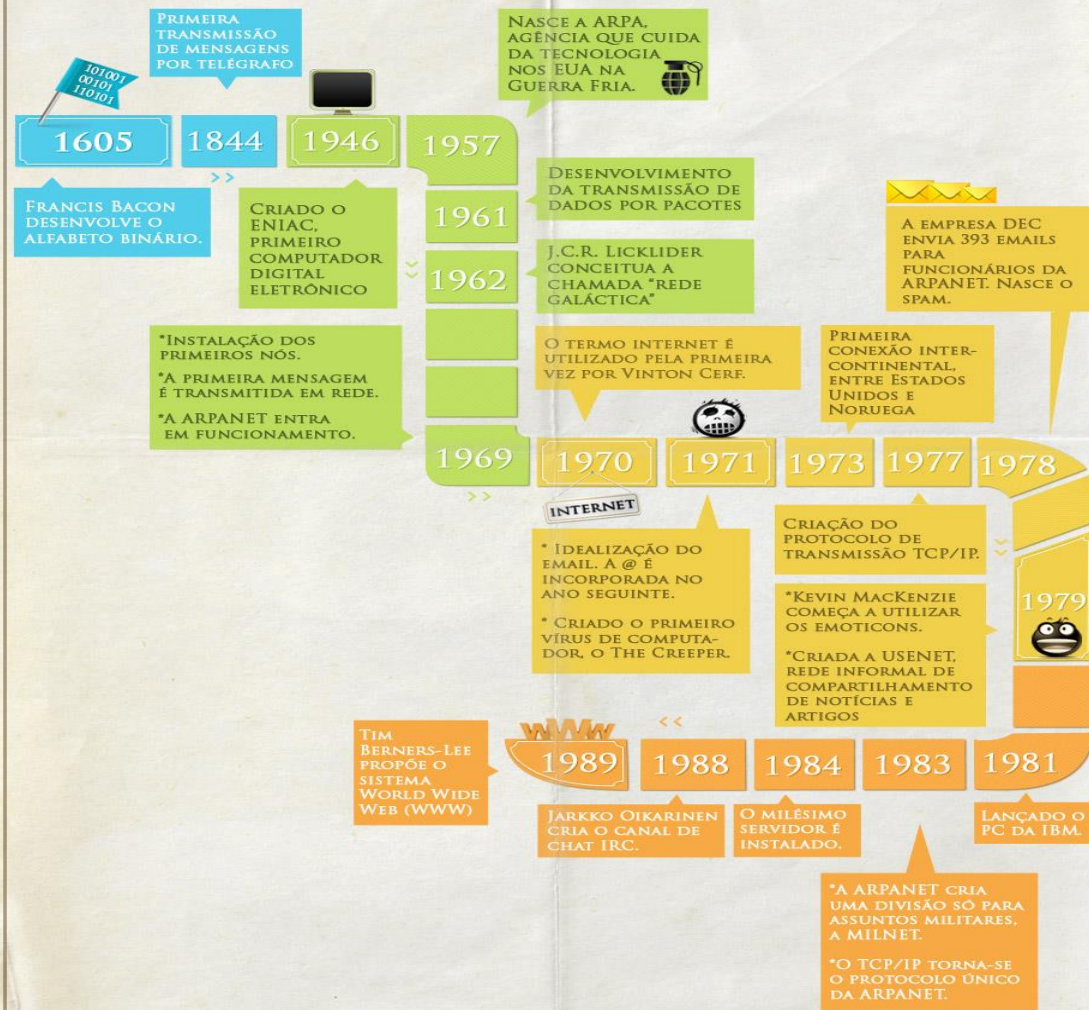 Primeira
transmissão
de mensagens
por telégrafo
Nasce a ARPA,
agência que cuida
da tecnologia
nos EUA na
Guerra Fria.
101001
00101
110101
1605
1844
1946
1957
Francis Bacon
desenvolve o
alfabeto binário.
>>
Criado o
ENIAC,
primeiro
computador
digital
eletrônico
Desenvolvimento
da transmissão de
dados por pacotes
1961
J.C.R. Licklider
conceitua a
chamada "rede
galáctica"
1962
A empresa DEC
envia 393 emails
para
funcionários da
ARPANET. Nasce o
spam.
*Instalação dos
primeiros nós.
*A primeira mensagem
é transmitida em rede.
*A ARPANET entra
em funcionamento.
O termo internet é
utilizado pela primeira
vez por Vinton Cerf.
Primeira
conexão inter-
continental,
entre Estados
Unidos e
Noruega
1969
1970
1971
1973
1977
1978
>>
INTERNET
* Idealização do
email. A @ é
incorporada no
ano seguinte.
* Criado o primeiro
vírus de computa-
dor, o The Creeper.
Criação do
protocolo de
transmissão TCP/IP.
*Kevin MacKenzie
começa a utilizar
os emoticons.
*Criada a USENET,
rede informal de
compartilhamento
de notícias e
artigos
1979
Tim
Berners-Lee
propõe o
sistema
World Wide
Web (WWW)
WWW
<<
1989
1988
1984
1983
1981
Jarkko Oikarinen
cria o canal de
chat IRC.
O milésimo
servidor é
instalado.
Lançado o
PC da IBM.
*A ARPANET cria
uma divisão só para
assuntos militares,
a MILNET.
*O TCP/IP torna-se
o protocolo único
da ARPANET.